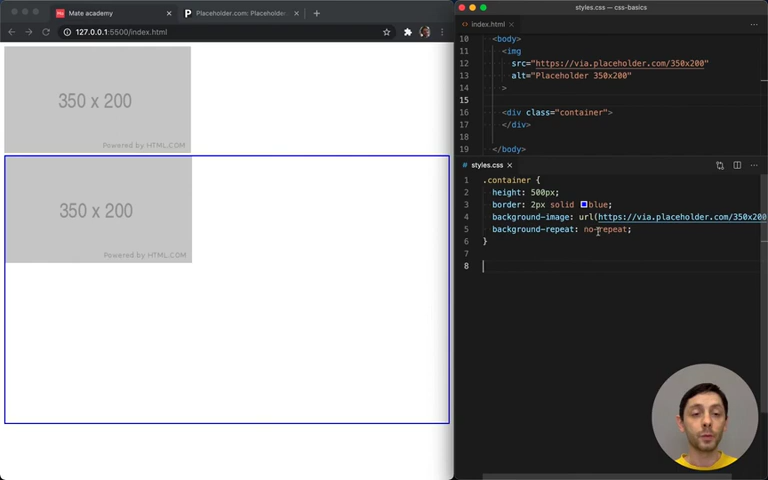 Mate academy
Placeholder.com: Placeholde
127.0.0.1:5500/index.html
350 x 200
Powered by HTML.COM
350 x 200
Powered by HTML.COM
styles.css — css-basics
index.html
10 <body>
11 <img
12 src="https://via.placeholder.com/350x200"
13 alt="Placeholder 350x200"
14 >
15
16 <div class="container">
17 </div>
18
19 </body>
# styles.css
1 .container {
2 height: 500px;
3 border: 2px solid blue;
4 background-image: url(https://via.placeholder.com/350x200
5 background-repeat: no-repeat;
6 }
7
8